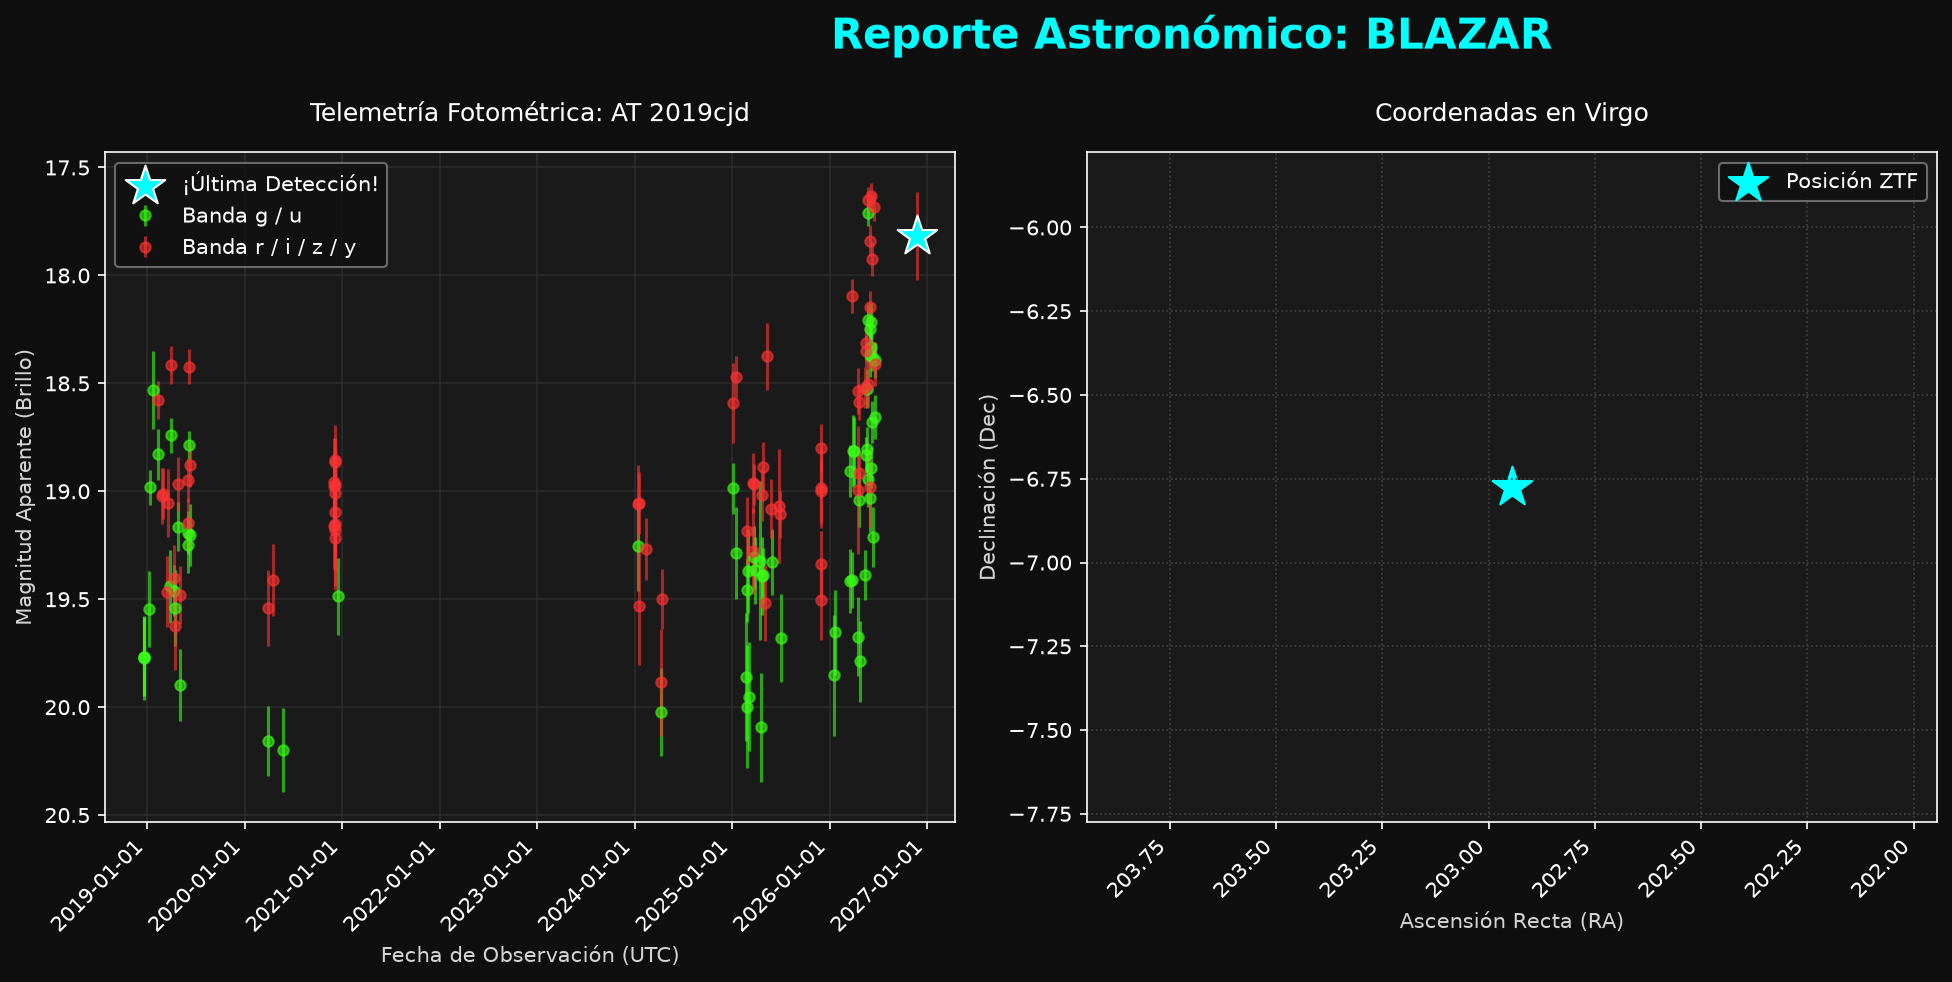 Reporte Astronómico: BLAZAR
Telemetría Fotométrica: AT 2019cjd
¡Última Detección!
Banda g / u
Banda r / i / z / y
Magnitud Aparente (Brillo)
17.5
18.0
18.5
19.0
19.5
20.0
20.5
2019-01-01
2020-01-01
2021-01-01
2022-01-01
2023-01-01
2024-01-01
2025-01-01
2026-01-01
2027-01-01
Fecha de Observación (UTC)
Coordenadas en Virgo
Posición ZTF
Declinación (Dec)
−6.00
−6.25
−6.50
−6.75
−7.00
−7.25
−7.50
−7.75
203.75
203.50
203.25
203.00
202.75
202.50
202.25
202.00
Ascensión Recta (RA)